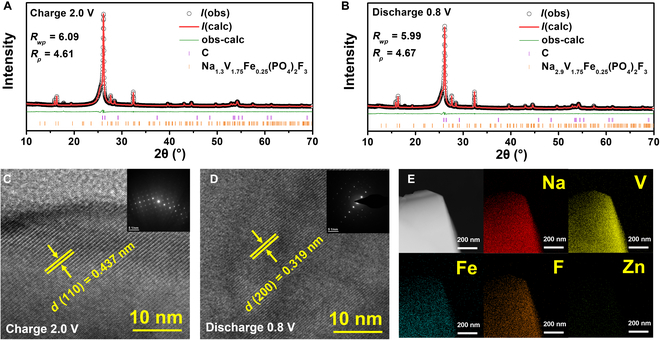 A
Charge 2.0 V
R_wp = 6.09
R_p = 4.61
I(obs)
I(calc)
obs-calc
C
Na1.3V1.75Fe0.25(PO4)2F3
Intensity
10 20 30 40 50 60 70
2θ (°)
B
Discharge 0.8 V
R_wp = 5.99
R_p = 4.67
I(obs)
I(calc)
obs-calc
C
Na2.9V1.75Fe0.25(PO4)2F3
Intensity
10 20 30 40 50 60 70
2θ (°)
C
d (110) = 0.437 nm
10 nm
Charge 2.0 V
D
d (200) = 0.319 nm
10 nm
Discharge 0.8 V
E
200 nm
Na
200 nm
V
200 nm
Fe
200 nm
F
200 nm
Zn
200 nm